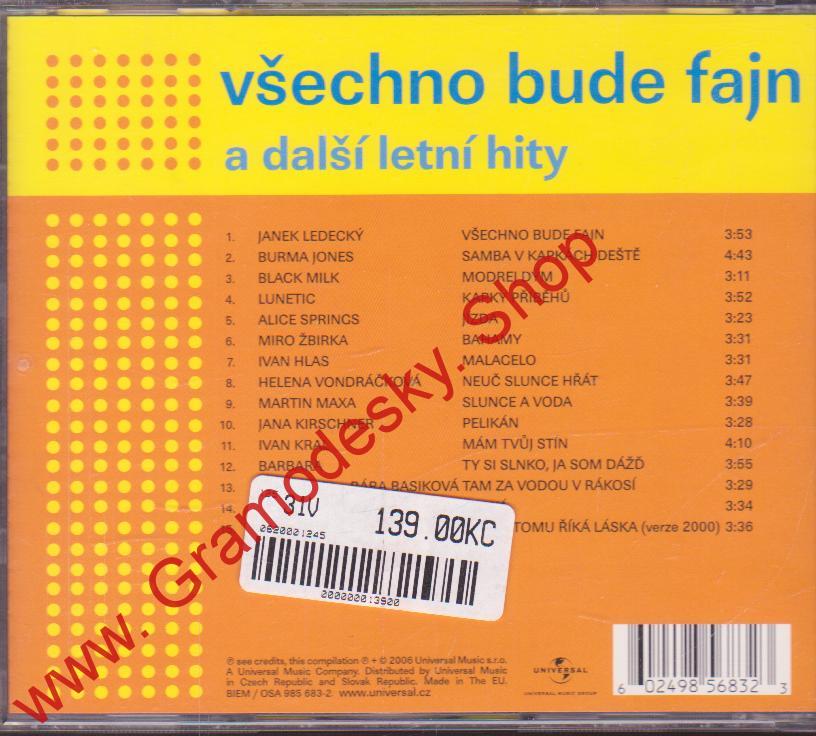 všechno bude fajn
a další letní hity
1. JANEK LEDECKÝ VŠECHNO BUDE FAJN 3:53
2. BURMA JONES SAMBA V KAPKÁCH DEŠTĚ 4:43
3. BLACK MILK MODREJ DYM 3:11
4. LUNETIC KAPKY PŘÍBĚHŮ 3:52
5. ALICE SPRINGS JÍZDA 3:23
6. MIRO ŽBIRKA BAHAMY 3:31
7. IVAN HLAS MALACELO 3:31
8. HELENA VONDRÁČKOVÁ NEUČ SLUNCE HŘÁT 3:47
9. MARTIN MAXA SLUNCE A VODA 3:39
10. JANA KIRSCHNER PELIKÁN 3:28
11. IVAN KRAL MÁM TVŮJ STÍN 4:10
12. BARBARA TY SI SLNKO, JA SOM DÁŽĎ 3:55
13. BÁRA BASIKOVÁ TAM ZA VODOU V RÁKOSÍ 3:29
14. 3:34
15. TOMU ŘÍKÁ LÁSKA (verze 2000) 3:36
31V
139.00KC
0620001245
0000000013900
www.Gramodesky.Shop
℗ see credits, this compilation ℗ + © 2006 Universal Music s.r.o.
A Universal Music Company. Distributed by Universal Music
in Czech Republic and Slovak Republic. Made in The EU.
BIEM / OSA 985 683-2 www.universal.cz
UNIVERSAL
UNIVERSAL MUSIC GROUP
6 02498 56832 3